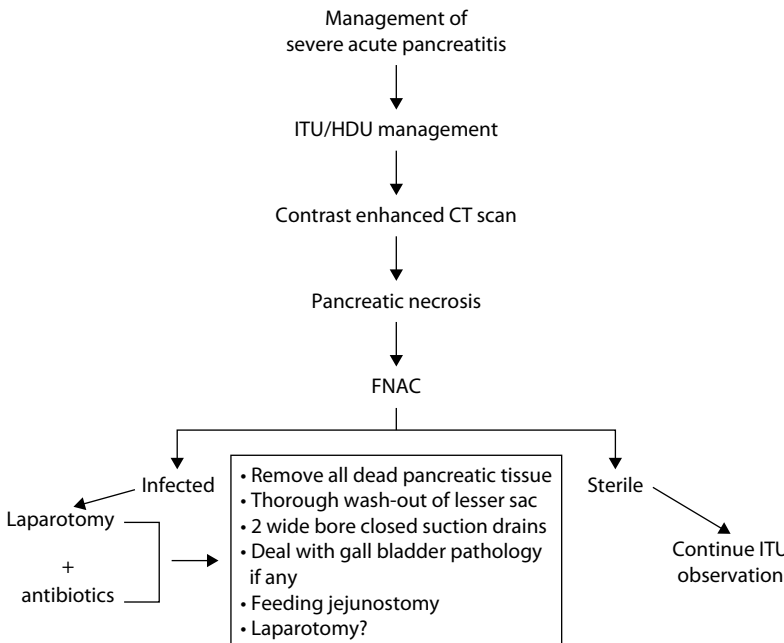 Management of
severe acute pancreatitis
ITU/HDU management
Contrast enhanced CT scan
Pancreatic necrosis
FNAC
Infected
Laparotomy
+
antibiotics
• Remove all dead pancreatic tissue
• Thorough wash-out of lesser sac
• 2 wide bore closed suction drains
• Deal with gall bladder pathology
if any
• Feeding jejunostomy
• Laparotomy?
Sterile
Continue ITU
observation